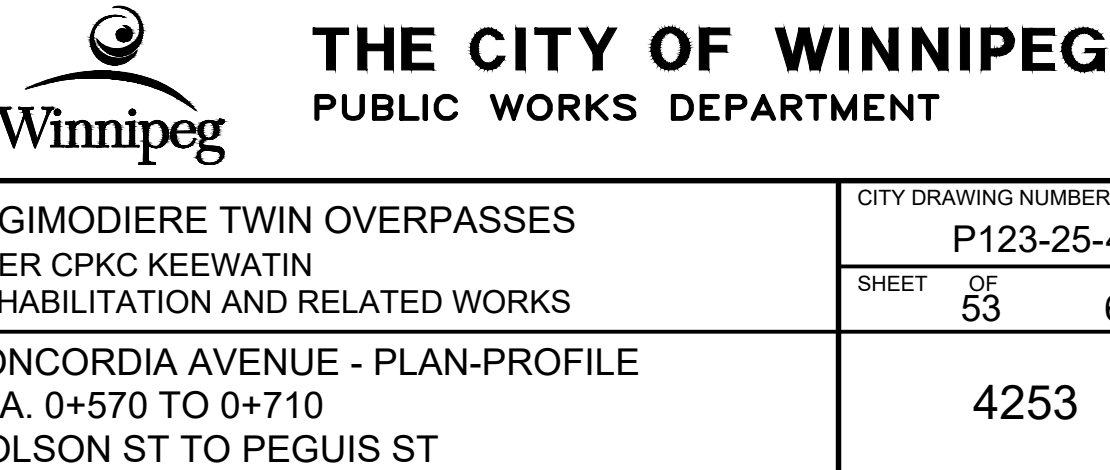 Winnipeg
THE CITY OF WINNIPEG
PUBLIC WORKS DEPARTMENT
GIMODIERE TWIN OVERPASSES
ER CPKC KEEWATIN
HABILITATION AND RELATED WORKS
CITY DRAWING NUMBER
P123-25-4
SHEET OF
53 6
ONCORDIA AVENUE - PLAN-PROFILE
A. 0+570 TO 0+710
OLSON ST TO PEGUIS ST
4253